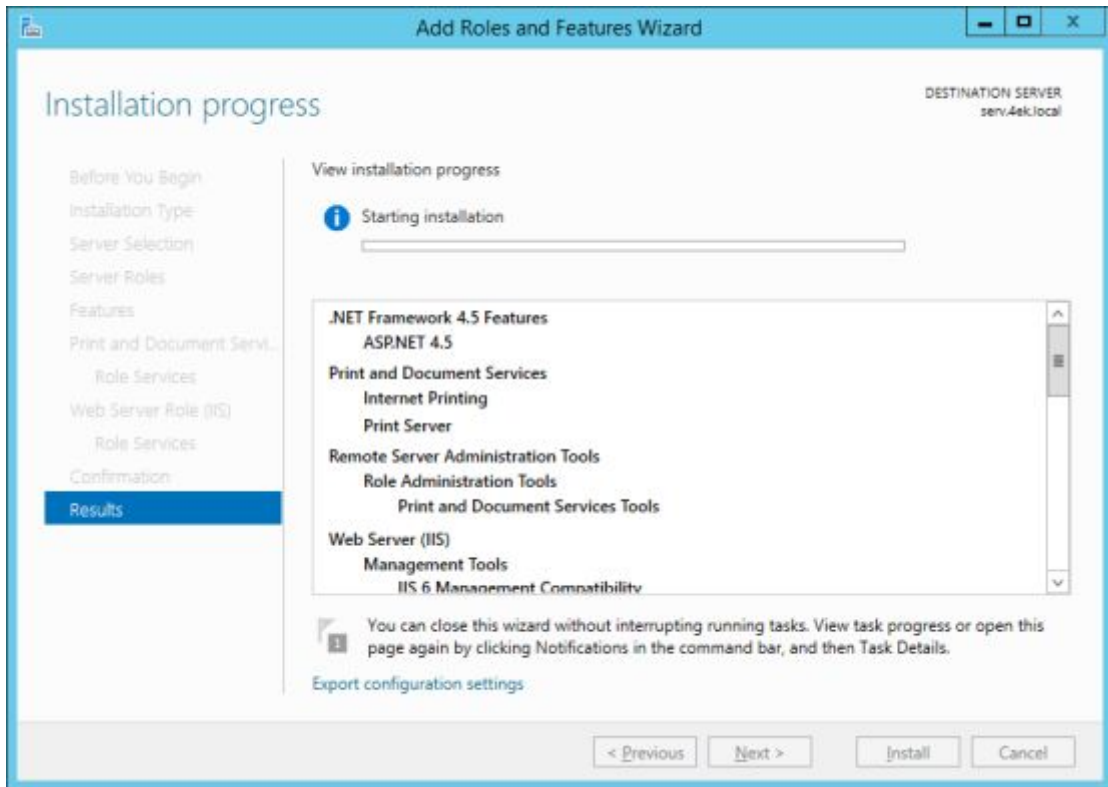 Add Roles and Features Wizard
Installation progress
DESTINATION SERVER
serv.4ek.local
Before You Begin
Installation Type
Server Selection
Server Roles
Features
Print and Document Servi...
Role Services
Web Server Role (IIS)
Role Services
Confirmation
Results
View installation progress
Starting installation
.NET Framework 4.5 Features
ASP.NET 4.5
Print and Document Services
Internet Printing
Print Server
Remote Server Administration Tools
Role Administration Tools
Print and Document Services Tools
Web Server (IIS)
Management Tools
IIS 6 Management Compatibility
You can close this wizard without interrupting running tasks. View task progress or open this
page again by clicking Notifications in the command bar, and then Task Details.
Export configuration settings
< Previous
Next >
Install
Cancel